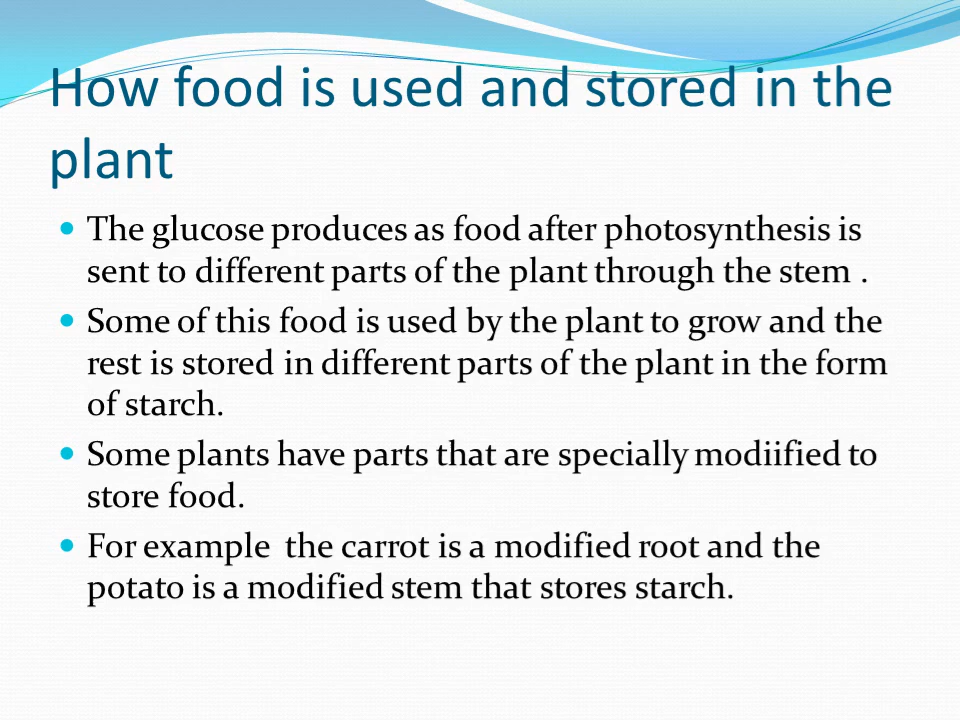 How food is used and stored in the
plant
The glucose produces as food after photosynthesis is
sent to different parts of the plant through the stem .
Some of this food is used by the plant to grow and the
rest is stored in different parts of the plant in the form
of starch.
Some plants have parts that are specially modiified to
store food.
For example  the carrot is a modified root and the
potato is a modified stem that stores starch.